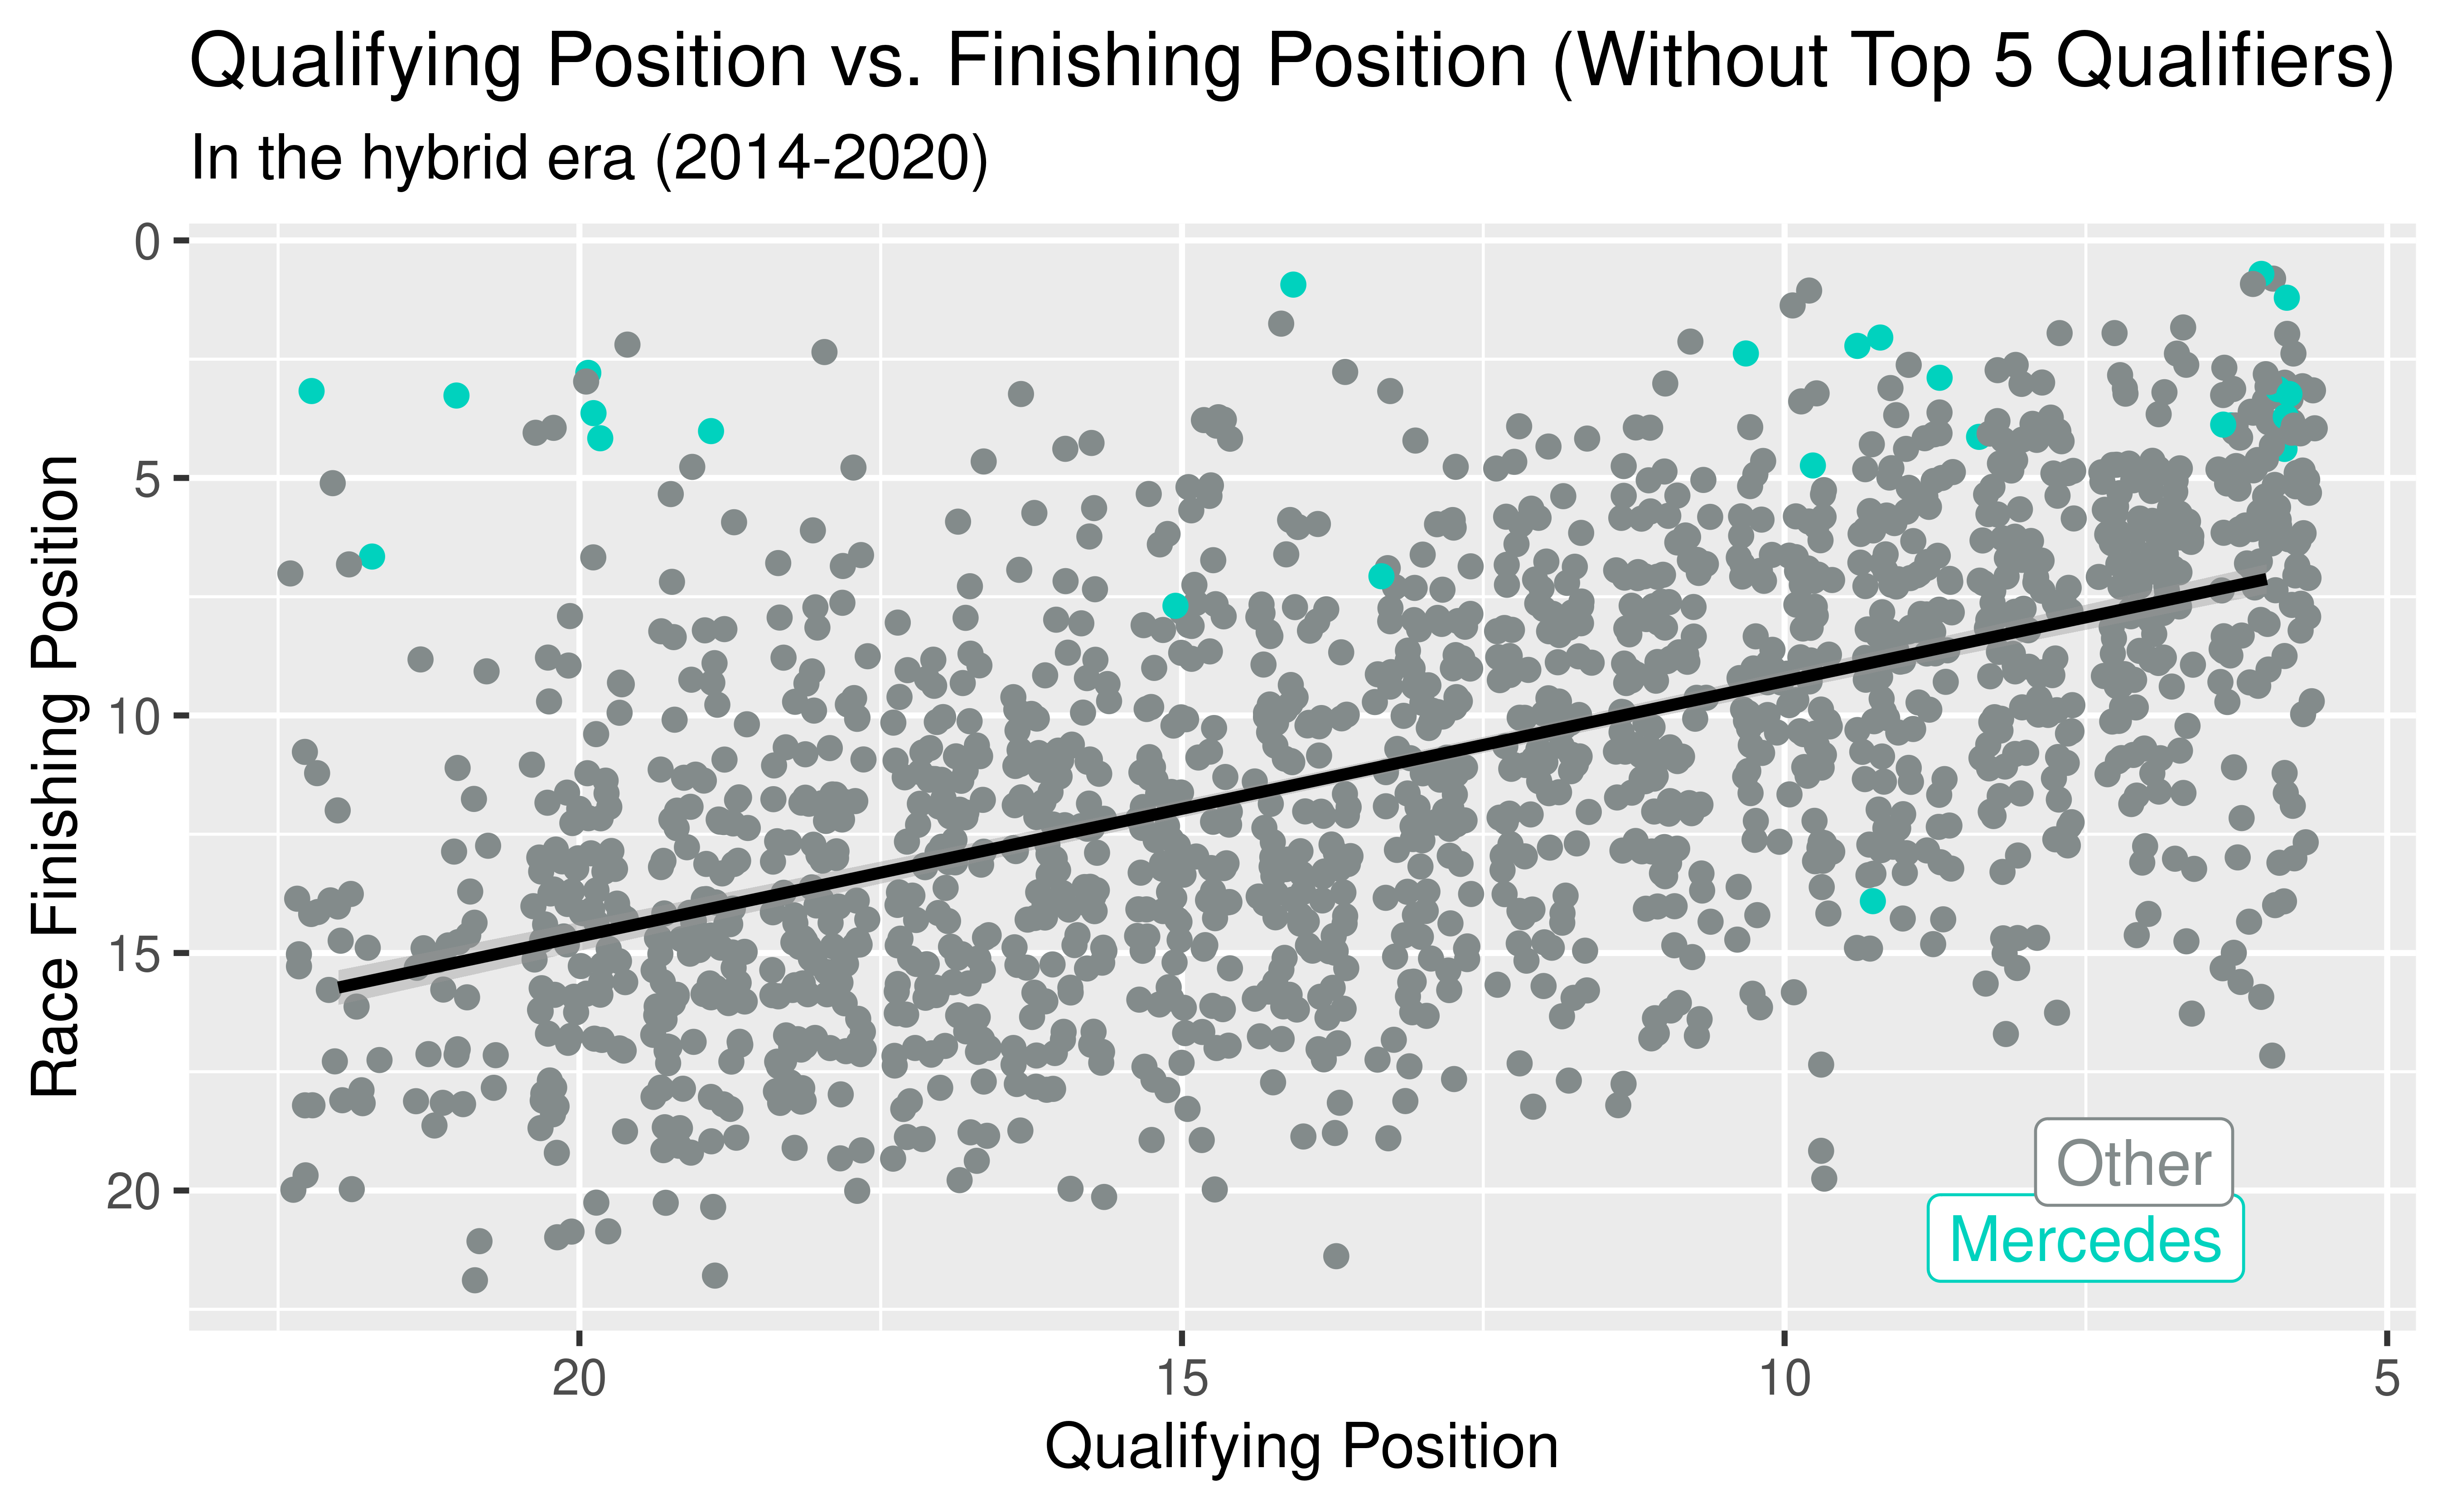 Qualifying Position vs. Finishing Position (Without Top 5 Qualifiers)
In the hybrid era (2014-2020)
Race Finishing Position
0
5
10
15
20
Other
Mercedes
20
15
10
5
Qualifying Position